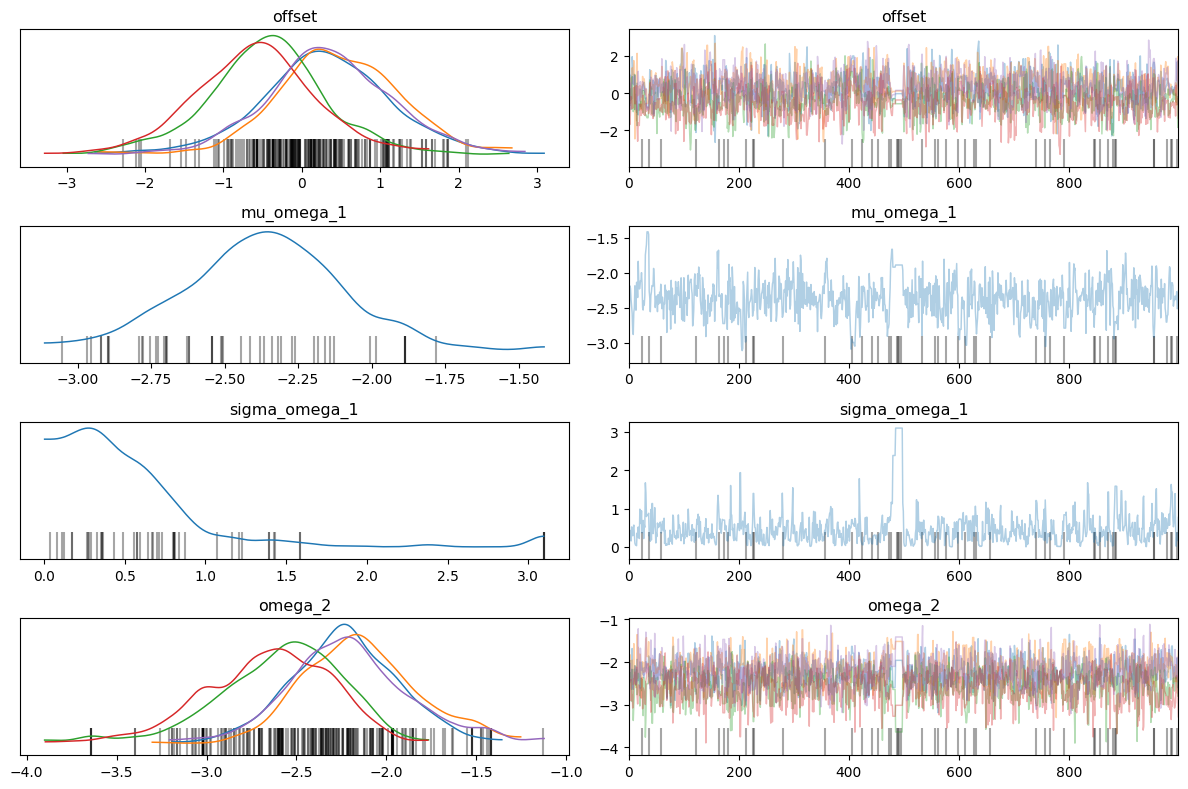 offset offset
2
0
−2
−3 −2 −1 0 1 2 3 0 200 400 600 800
mu_omega_1 mu_omega_1
−1.5
−2.0
−2.5
−3.0
−3.00 −2.75 −2.50 −2.25 −2.00 −1.75 −1.50 0 200 400 600 800
sigma_omega_1 sigma_omega_1
3
2
1
0
0.0 0.5 1.0 1.5 2.0 2.5 3.0 0 200 400 600 800
omega_2 omega_2
−1
−2
−3
−4
−4.0 −3.5 −3.0 −2.5 −2.0 −1.5 −1.0 0 200 400 600 800